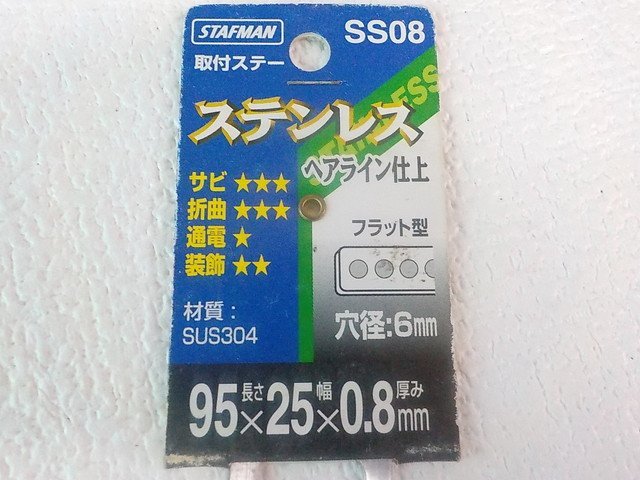 STAFMAN
SS08
取付ステー
ステンレス
ヘアライン仕上
サビ ★★★
折曲 ★★★
通電 ★
装飾 ★★
フラット型
材質：
SUS304
穴径:6mm
95長さ×25幅×0.8厚みmm